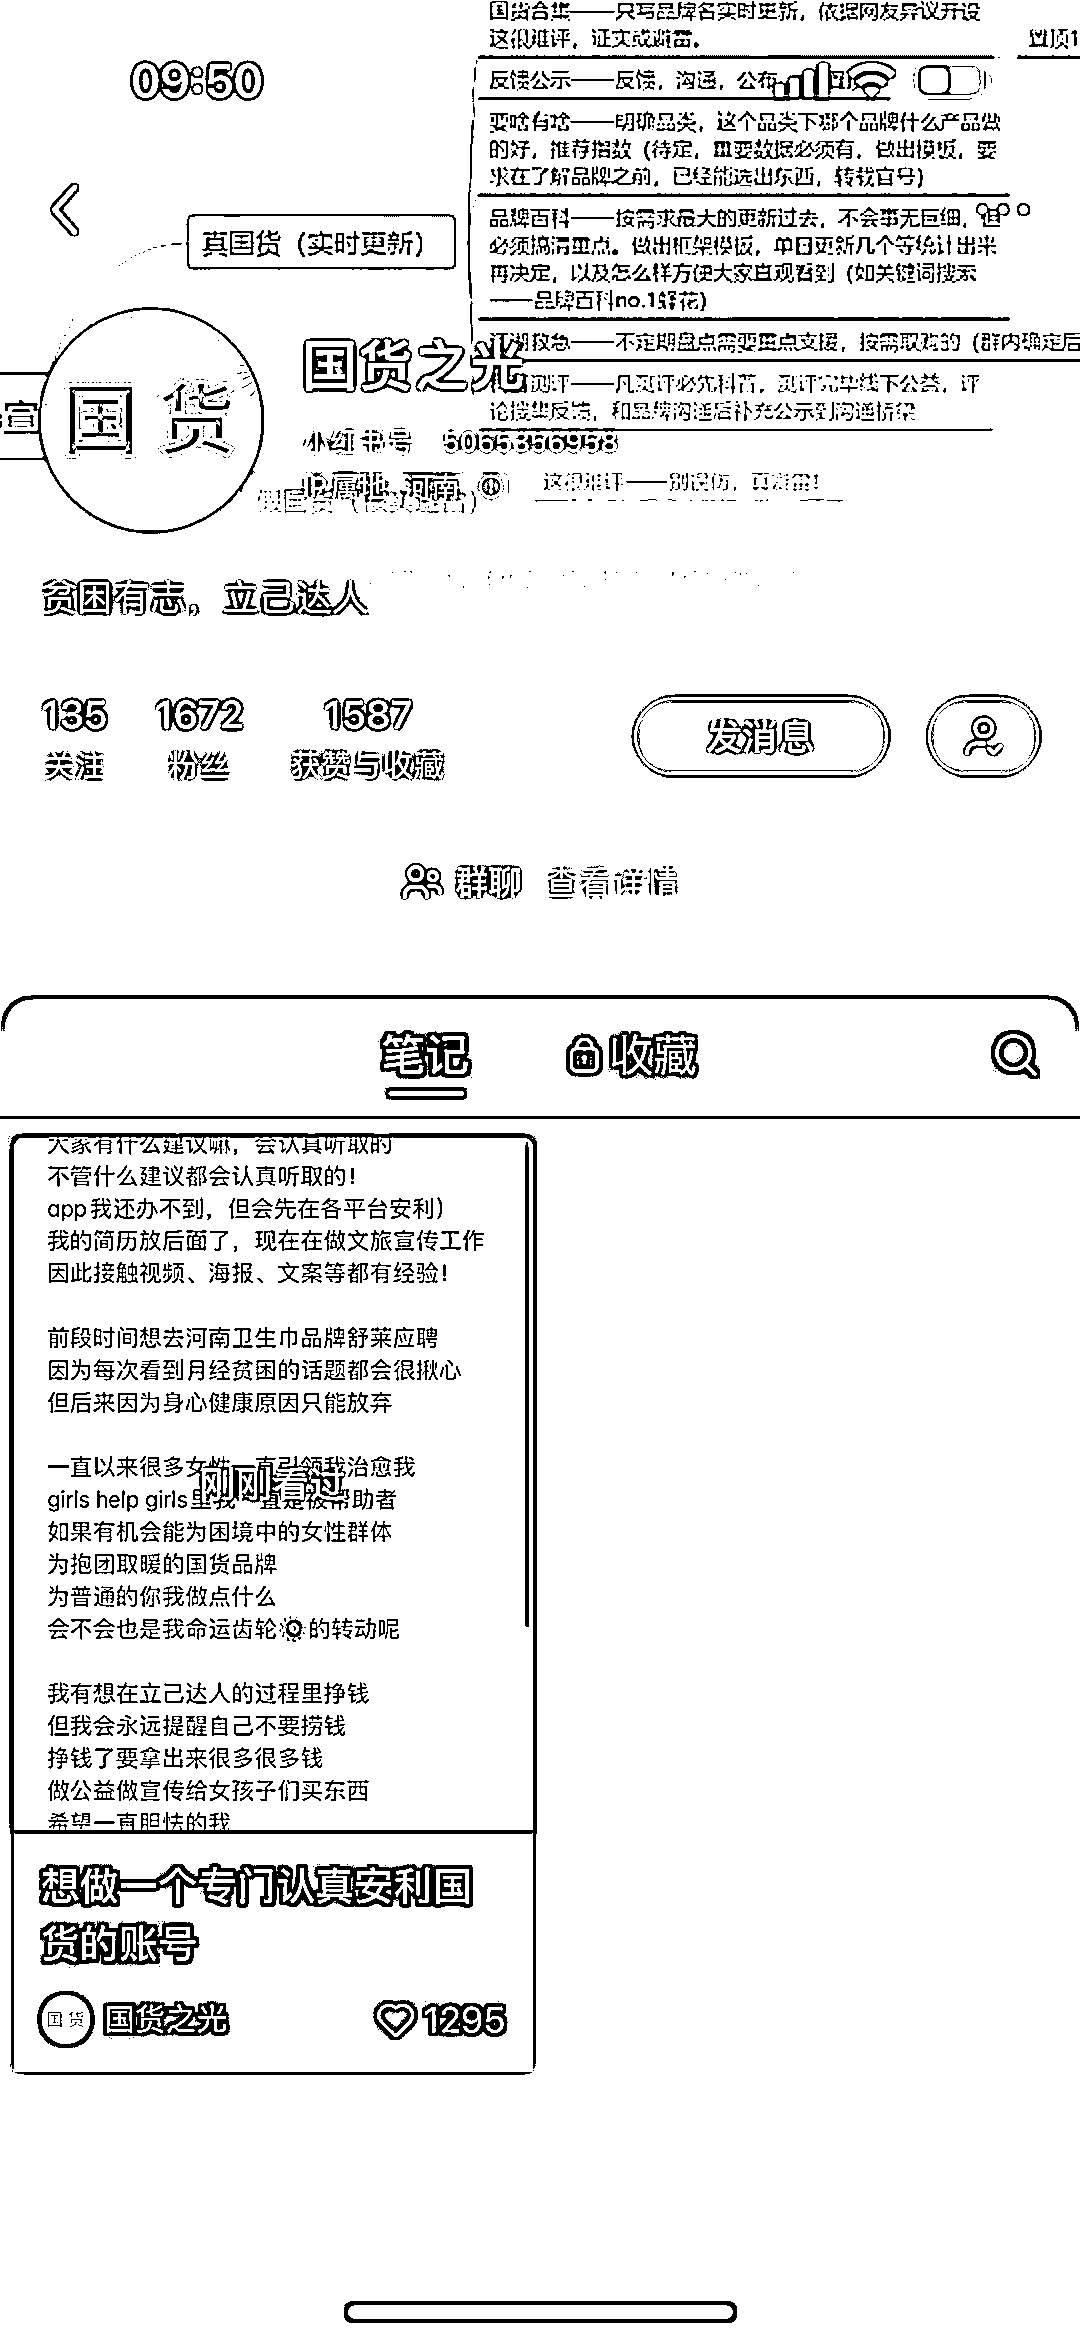 国货合集——只写品牌名实时更新，依据网友异议开设
这很难评，证实或避雷。
置顶1
09:50
反馈公示——反馈，沟通，公布
要啥有啥——明确品类，这个品类下哪个品牌什么产品做
的好，推荐指数（待定，重要数据必须有，做出模板，要
求在了解品牌之前，已经能选出东西，转载自己）
真国货（实时更新）
品牌百科——按需求最大的更新过去，不会事无巨细，但
必须搞清重点。做出框架模板，单日更新几个等统计出来
再决定，以及怎么样方便大家直观看到（如关键词搜索
——品牌百科no.1蜂花）
江湖救急——不定期盘点需要重点支援，按需取购的（群内确定后
国货之光
测评——凡测评必先科普，测评完毕线下公益，评
论搜集反馈，和品牌沟通后补充公示到沟通桥梁
国货
小红书号 5065856958
IP属地 河南
这很难评——别误伤，真避雷！
贫困有志。立己达人
135 1672 1587
关注 粉丝 获赞与收藏
发消息
群聊 查看详情
笔记 收藏
大家有什么建议嘛，会认真听取的
不管什么建议都会认真听取的！
app我还办不到，但会先在各平台安利）
我的简历放后面了，现在在做文旅宣传工作
因此接触视频、海报、文案等都有经验！
前段时间想去河南卫生巾品牌舒莱应聘
因为每次看到月经贫困的话题都会很揪心
但后来因为身心健康原因只能放弃
一直以来很多女性一直引领我治愈我
刚刚看过
girls help girls里我一直是被帮助者
如果有机会能为困境中的女性群体
为抱团取暖的国货品牌
为普通的你我做点什么
会不会也是我命运齿轮⚙的转动呢
我有想在立己达人的过程里挣钱
但我会永远提醒自己不要捞钱
挣钱了要拿出来很多很多钱
做公益做宣传给女孩子们买东西
希望一直胆怯的我
想做一个专门认真安利国
货的账号
国货 国货之光 1295